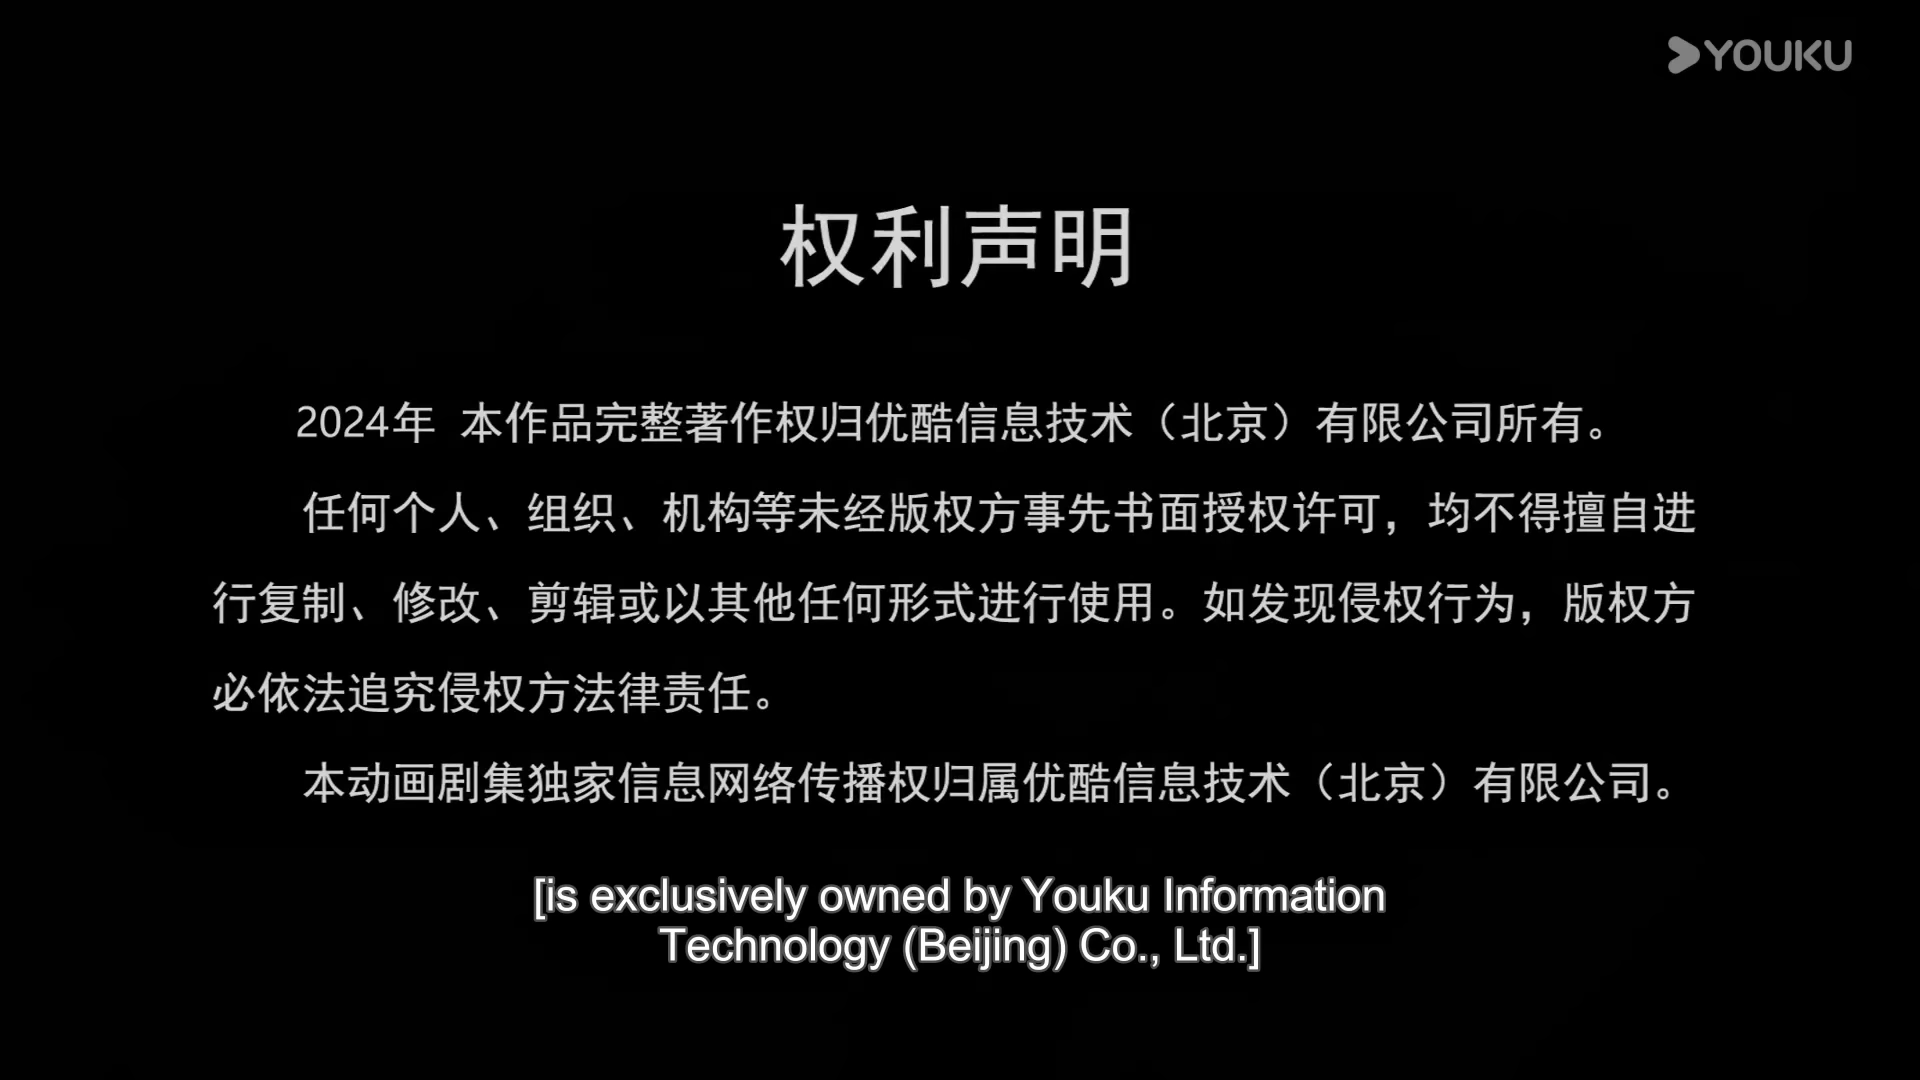 YOUKU
权利声明
2024年 本作品完整著作权归优酷信息技术（北京）有限公司所有。
任何个人、组织、机构等未经版权方事先书面授权许可，均不得擅自进
行复制、修改、剪辑或以其他任何形式进行使用。如发现侵权行为，版权方
必依法追究侵权方法律责任。
本动画剧集独家信息网络传播权归属优酷信息技术（北京）有限公司。
[is exclusively owned by Youku Information
Technology (Beijing) Co., Ltd.]